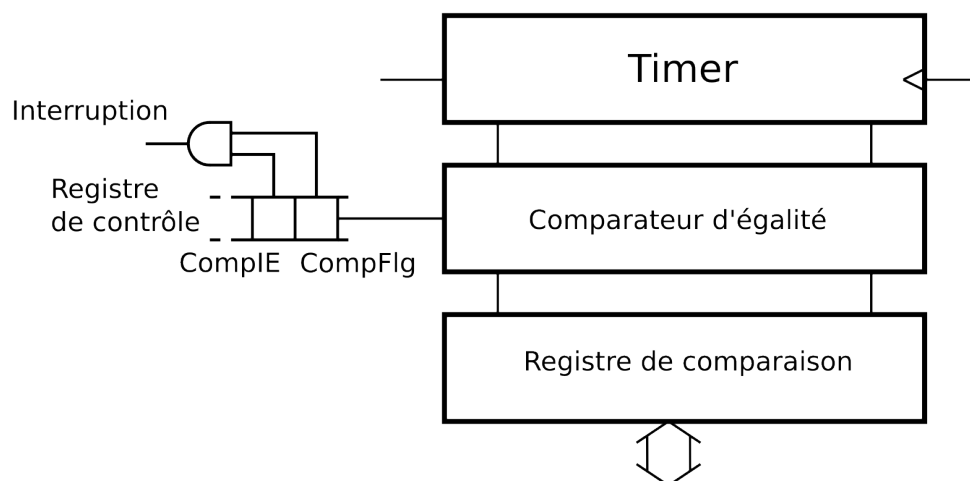 Timer
Interruption
Registre
de contrôle
Comparateur d'égalité
CompIE CompFlg
Registre de comparaison